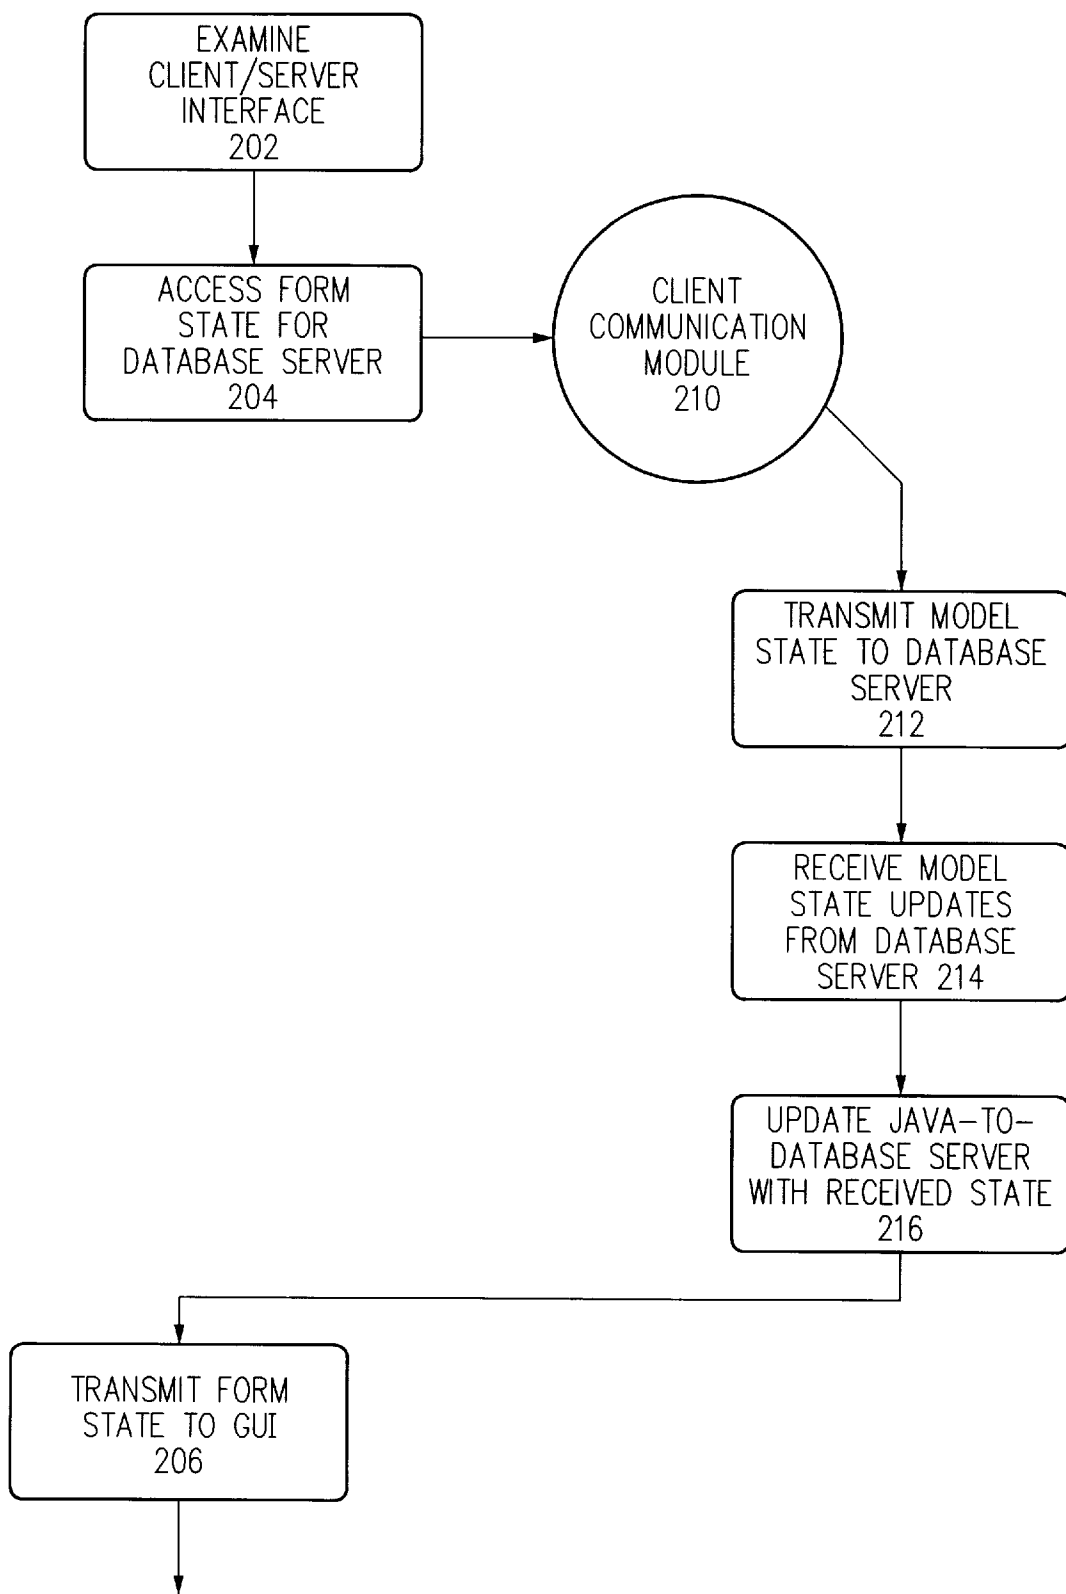 EXAMINE
CLIENT/SERVER
INTERFACE
202
ACCESS FORM
STATE FOR
DATABASE SERVER
204
CLIENT
COMMUNICATION
MODULE
210
TRANSMIT MODEL
STATE TO DATABASE
SERVER
212
RECEIVE MODEL
STATE UPDATES
FROM DATABASE
SERVER 214
UPDATE JAVA-TO-
DATABASE SERVER
WITH RECEIVED STATE
216
TRANSMIT FORM
STATE TO GUI
206